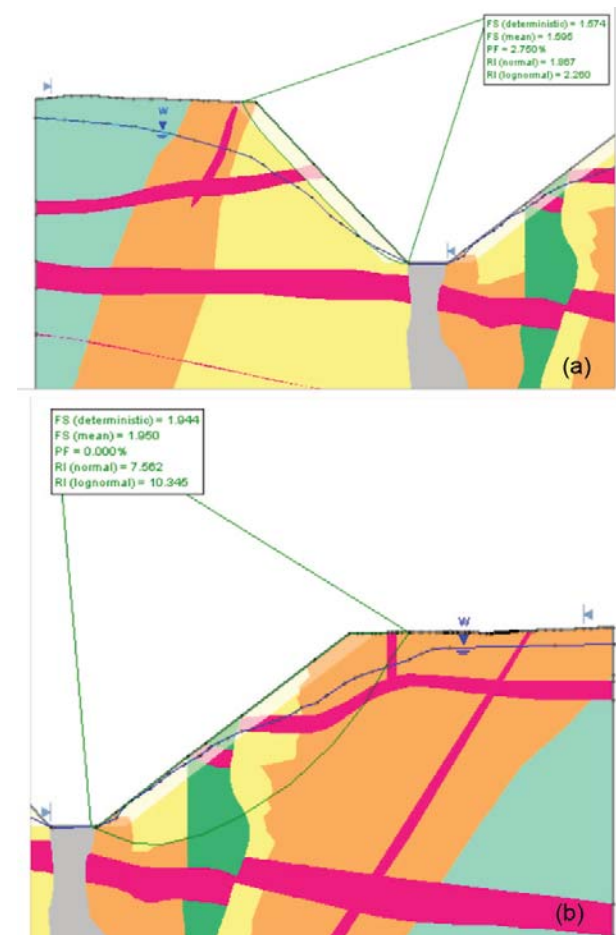 FS (deterministic) = 1.574
FS (mean) = 1.595
PF = 2.750%
RI (normal) = 1.867
RI (lognormal) = 2.260
W
(a)
FS (deterministic) = 1.944
FS (mean) = 1.950
PF = 0.000%
RI (normal) = 7.562
RI (lognormal) = 10.345
W
(b)